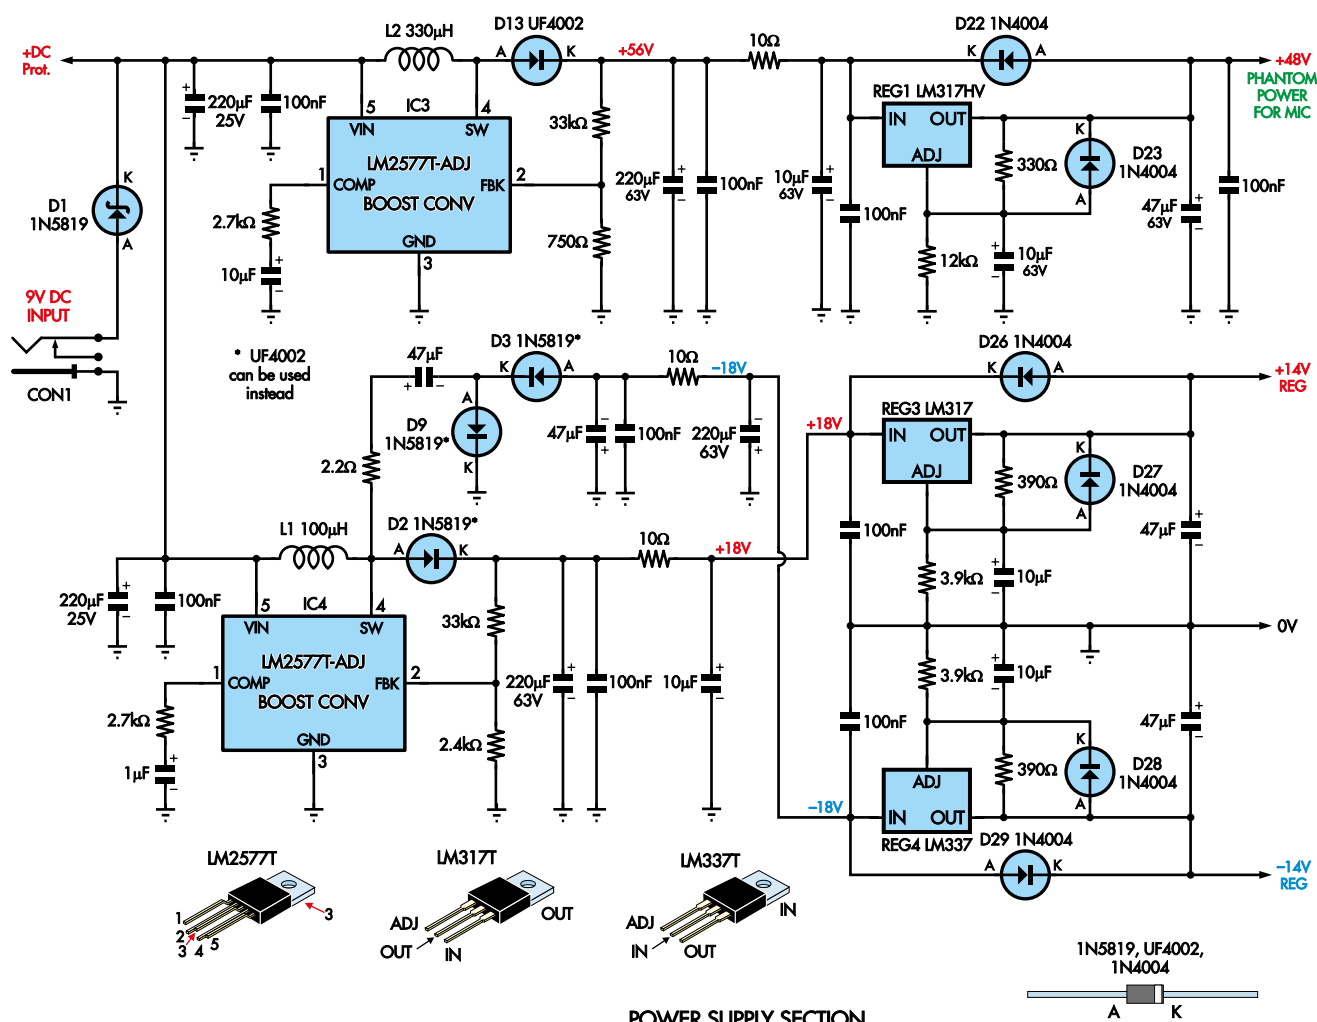 L2 330µH
D13 UF4002
D22 1N4004
+DC
Prot.
A
K
+56V
10Ω
K
A
+48V
PHANTOM
POWER
FOR MIC
+
220µF
–
25V
100nF
5
IC3
4
VIN
SW
LM2577T-ADJ
BOOST CONV
1
COMP
FBK
2
GND
3
33kΩ
750Ω
2.7kΩ
10µF
+
–
220µF
63V
+
–
100nF
10µF
63V
+
–
100nF
REG1 LM317HV
IN
OUT
ADJ
330Ω
K
D23
1N4004
A
12kΩ
+
10µF
–
63V
47µF
63V
+
–
100nF
K
D1
1N5819
A
9V DC
INPUT
CON1
* UF4002
can be used
instead
47µF
+
–
D3 1N5819*
K
A
A
D9
1N5819*
K
10Ω
–18V
47µF
–
+
100nF
220µF
63V
–
+
2.2Ω
D26 1N4004
K
A
+14V
REG
+18V
REG3 LM317
IN
OUT
ADJ
390Ω
K
D27
1N4004
A
100nF
47µF
+
–
3.9kΩ
+
10µF
–
0V
L1 100µH
D2 1N5819*
A
K
10Ω
+18V
220µF
25V
+
–
100nF
5
IC4
4
VIN
SW
LM2577T-ADJ
BOOST CONV
1
COMP
FBK
2
GND
3
33kΩ
2.4kΩ
2.7kΩ
1µF
+
–
220µF
63V
+
–
100nF
10µF
+
–
3.9kΩ
+
10µF
–
100nF
47µF
+
–
390Ω
K
D28
1N4004
A
ADJ
–18V
IN
OUT
REG4 LM337
D29 1N4004
A
K
–14V
REG
LM2577T
1
2
3
4
5
3
LM317T
ADJ
OUT
IN
OUT
LM337T
ADJ
IN
OUT
IN
1N5819, UF4002,
1N4004
A
K
POWER SUPPLY SECTION